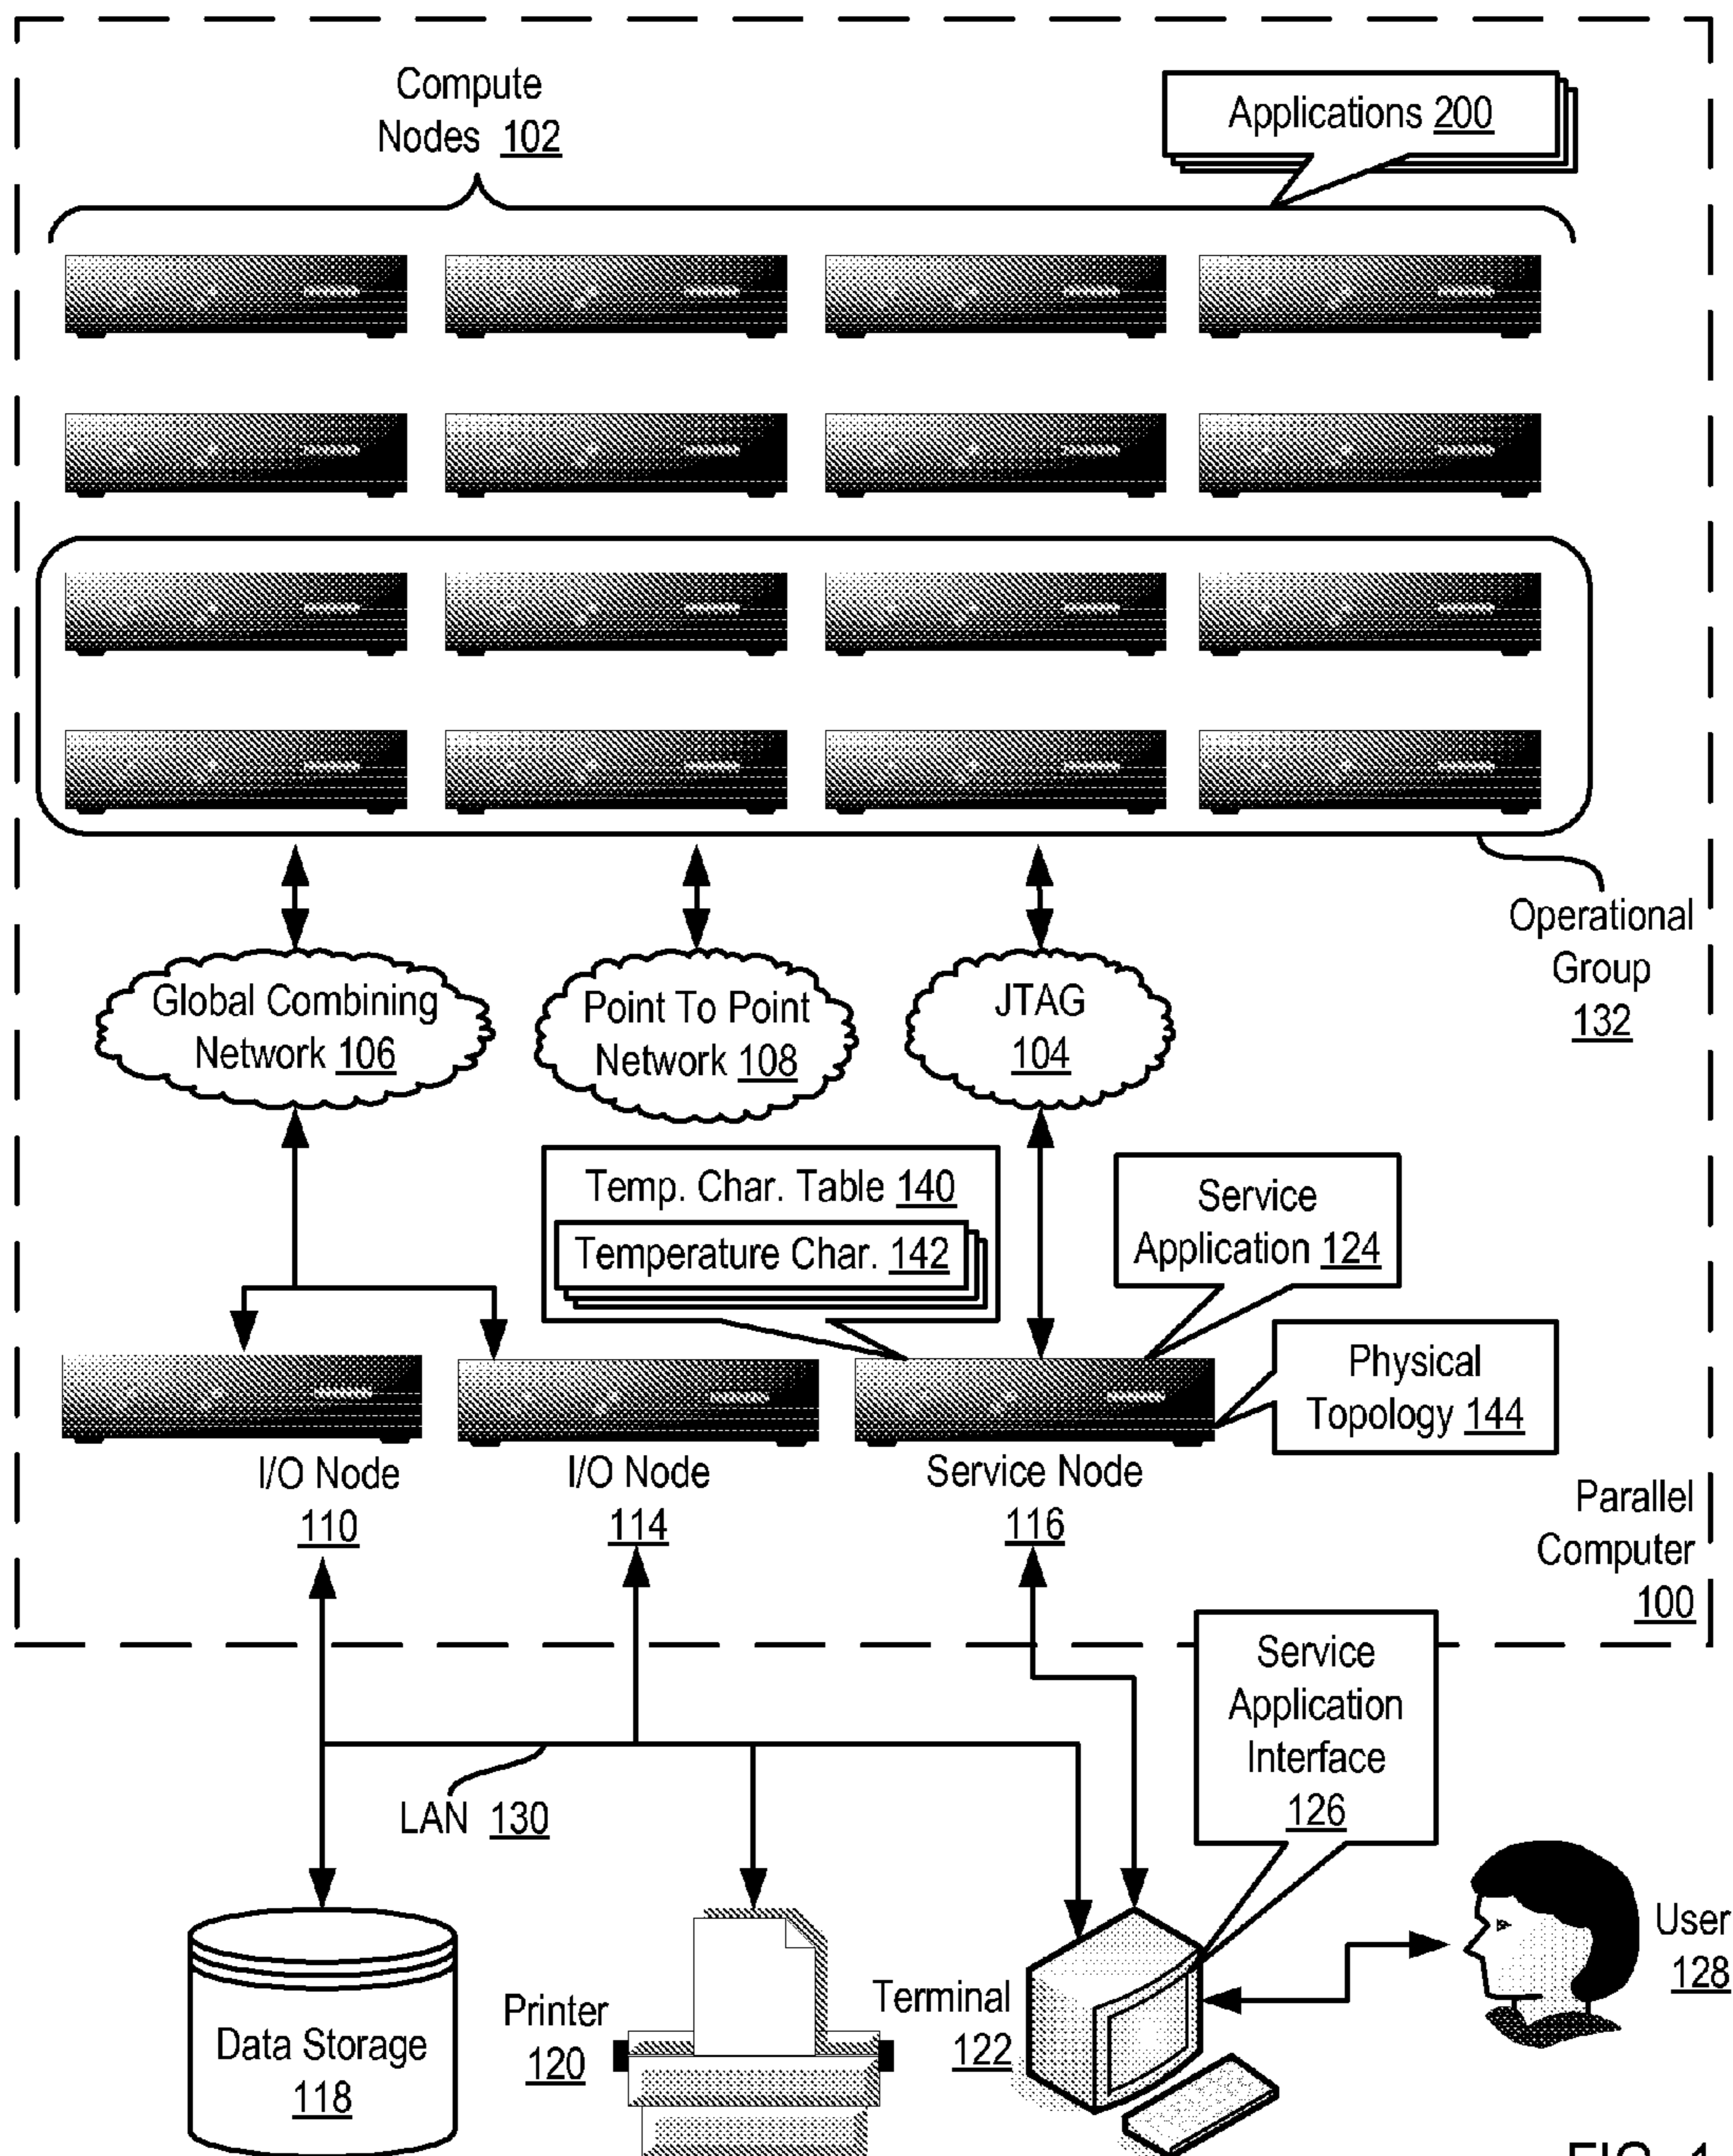 Compute
Nodes 102
Applications 200
Operational
Group
132
Global Combining
Network 106
Point To Point
Network 108
JTAG
104
Temp. Char. Table 140
Temperature Char. 142
Service
Application 124
Physical
Topology 144
I/O Node
110
I/O Node
114
Service Node
116
Parallel
Computer
100
Service
Application
Interface
126
LAN 130
Data Storage
118
Printer
120
Terminal
122
User
128
FIG. 1